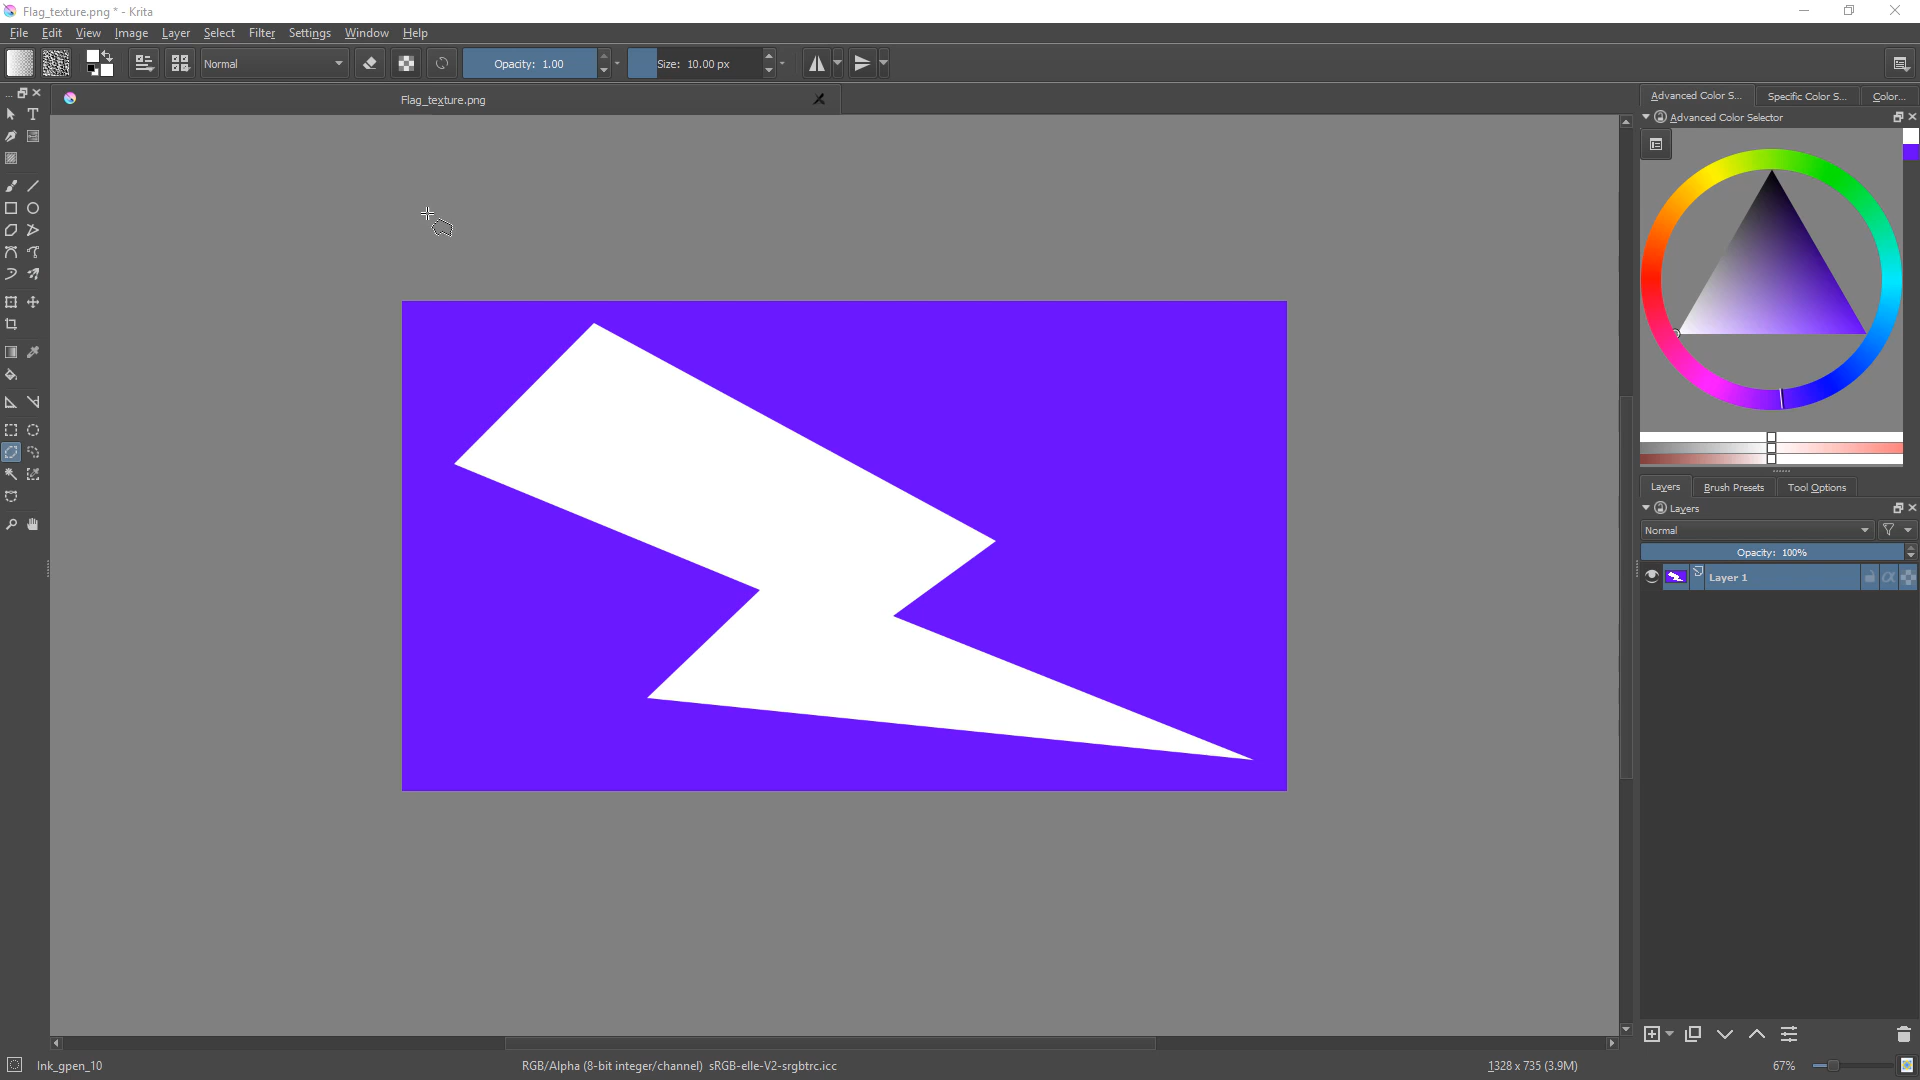 Flag_texture.png * - Krita
File Edit View Image Layer Select Filter Settings Window Help
Normal Opacity: 1.00 Size: 10.00 px
Flag_texture.png
Advanced Color S... Specific Color S... Color...
Advanced Color Selector
Layers Brush Presets Tool Options
Layers
Normal
Opacity: 100%
Layer 1
Ink_gpen_10 RGB/Alpha (8-bit integer/channel) sRGB-elle-V2-srgbtrc.icc 1328 x 735 (3.9M) 67%